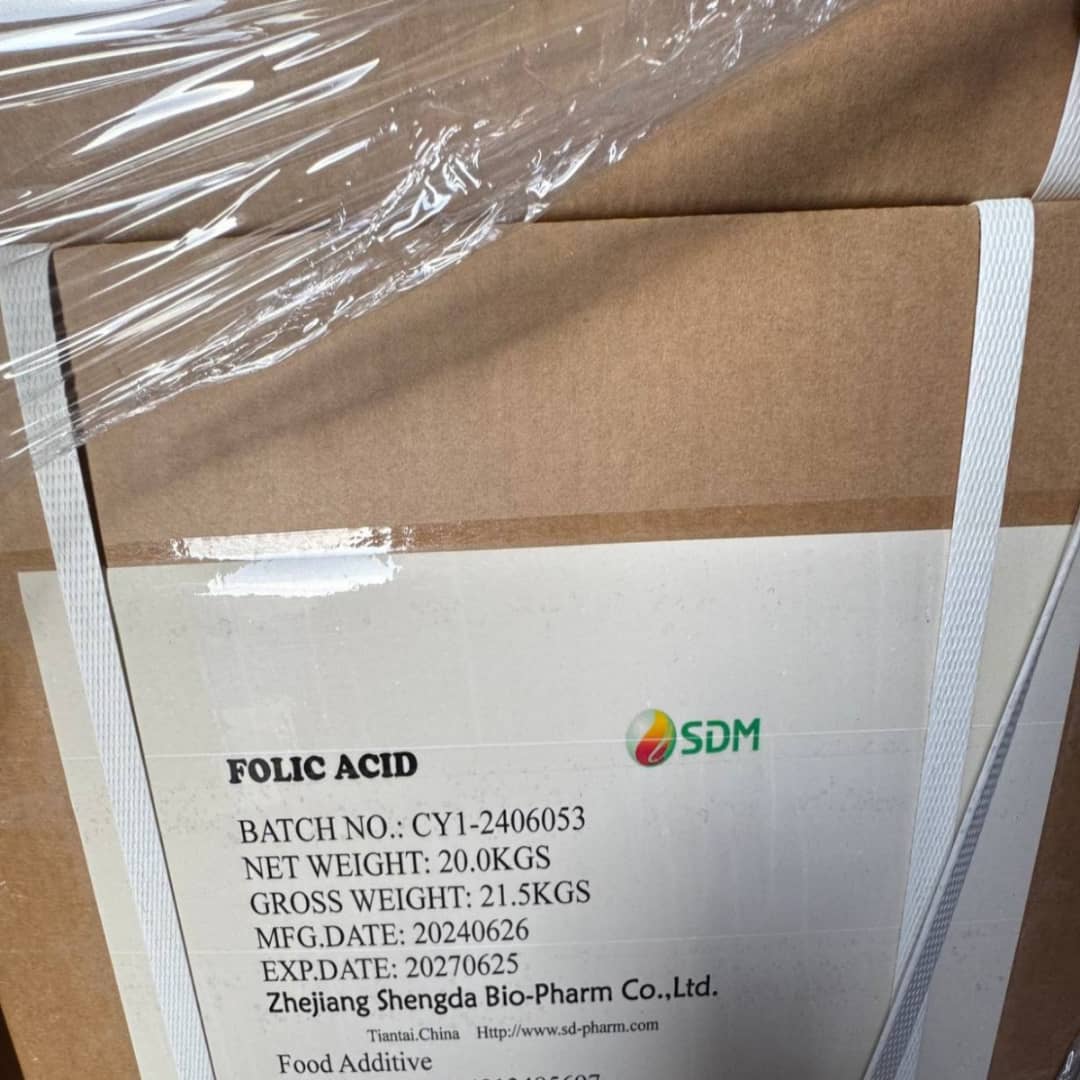 SDM
FOLIC ACID
BATCH NO.: CY1-2406053
NET WEIGHT: 20.0KGS
GROSS WEIGHT: 21.5KGS
MFG.DATE: 20240626
EXP.DATE: 20270625
Zhejiang Shengda Bio-Pharm Co.,Ltd.
Tiantai.China Http://www.sd-pharm.com
Food Additive